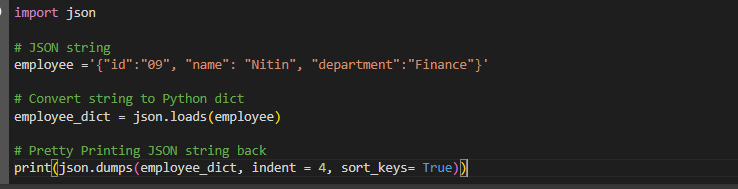 import json
# JSON string
employee ='{"id":"09", "name": "Nitin", "department":"Finance"}'
# Convert string to Python dict
employee_dict = json.loads(employee)
# Pretty Printing JSON string back
print(json.dumps(employee_dict, indent = 4, sort_keys= True))